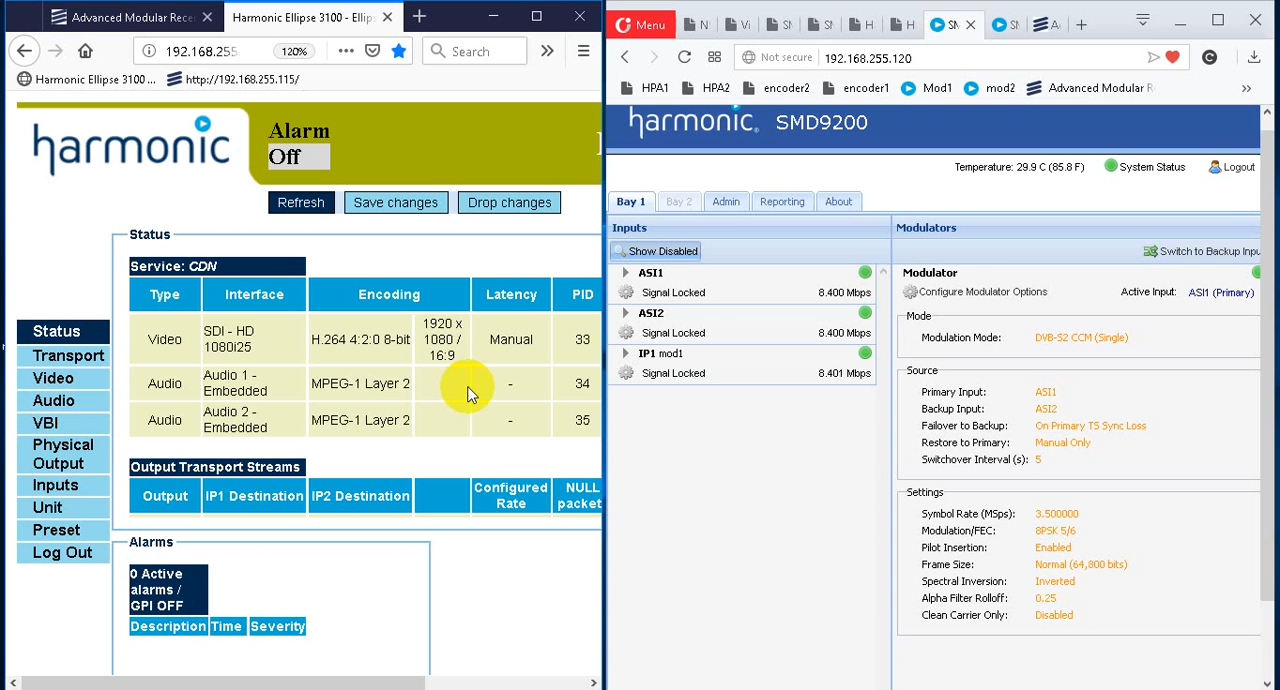 Advanced Modular Rece
Harmonic Ellipse 3100 - Ellips
192.168.255
120%
Search
Harmonic Ellipse 3100 ...
http://192.168.255.115/
harmonic
Alarm
Off
Refresh
Save changes
Drop changes
Status
Transport
Video
Audio
VBI
Physical
Output
Inputs
Unit
Preset
Log Out
Status
Service: CDN
Type Interface Encoding Latency PID
Video SDI - HD 1080i25 H.264 4:2:0 8-bit 1920 x 1080 / 16:9 Manual 33
Audio Audio 1 - Embedded MPEG-1 Layer 2 - 34
Audio Audio 2 - Embedded MPEG-1 Layer 2 - 35
Output Transport Streams
Output IP1 Destination IP2 Destination Configured Rate NULL packet
Alarms
0 Active
alarms /
GPI OFF
Description Time Severity
Menu
Vi
SM
Not secure 192.168.255.120
HPA1 HPA2 encoder2 encoder1 Mod1 mod2 Advanced Modular R
harmonic SMD9200
Temperature: 29.9 C (85.8 F) System Status Logout
Bay 1 Bay 2 Admin Reporting About
Inputs
Show Disabled
ASI1
Signal Locked 8.400 Mbps
ASI2
Signal Locked 8.400 Mbps
IP1 mod1
Signal Locked 8.401 Mbps
Modulators
Switch to Backup Inpu
Modulator
Configure Modulator Options Active Input: ASI1 (Primary)
Mode
Modulation Mode: DVB-S2 CCM (Single)
Source
Primary Input: ASI1
Backup Input: ASI2
Failover to Backup: On Primary TS Sync Loss
Restore to Primary: Manual Only
Switchover Interval (s): 5
Settings
Symbol Rate (MSps): 3.500000
Modulation/FEC: 8PSK 5/6
Pilot Insertion: Enabled
Frame Size: Normal (64,800 bits)
Spectral Inversion: Inverted
Alpha Filter Rolloff: 0.25
Clean Carrier Only: Disabled